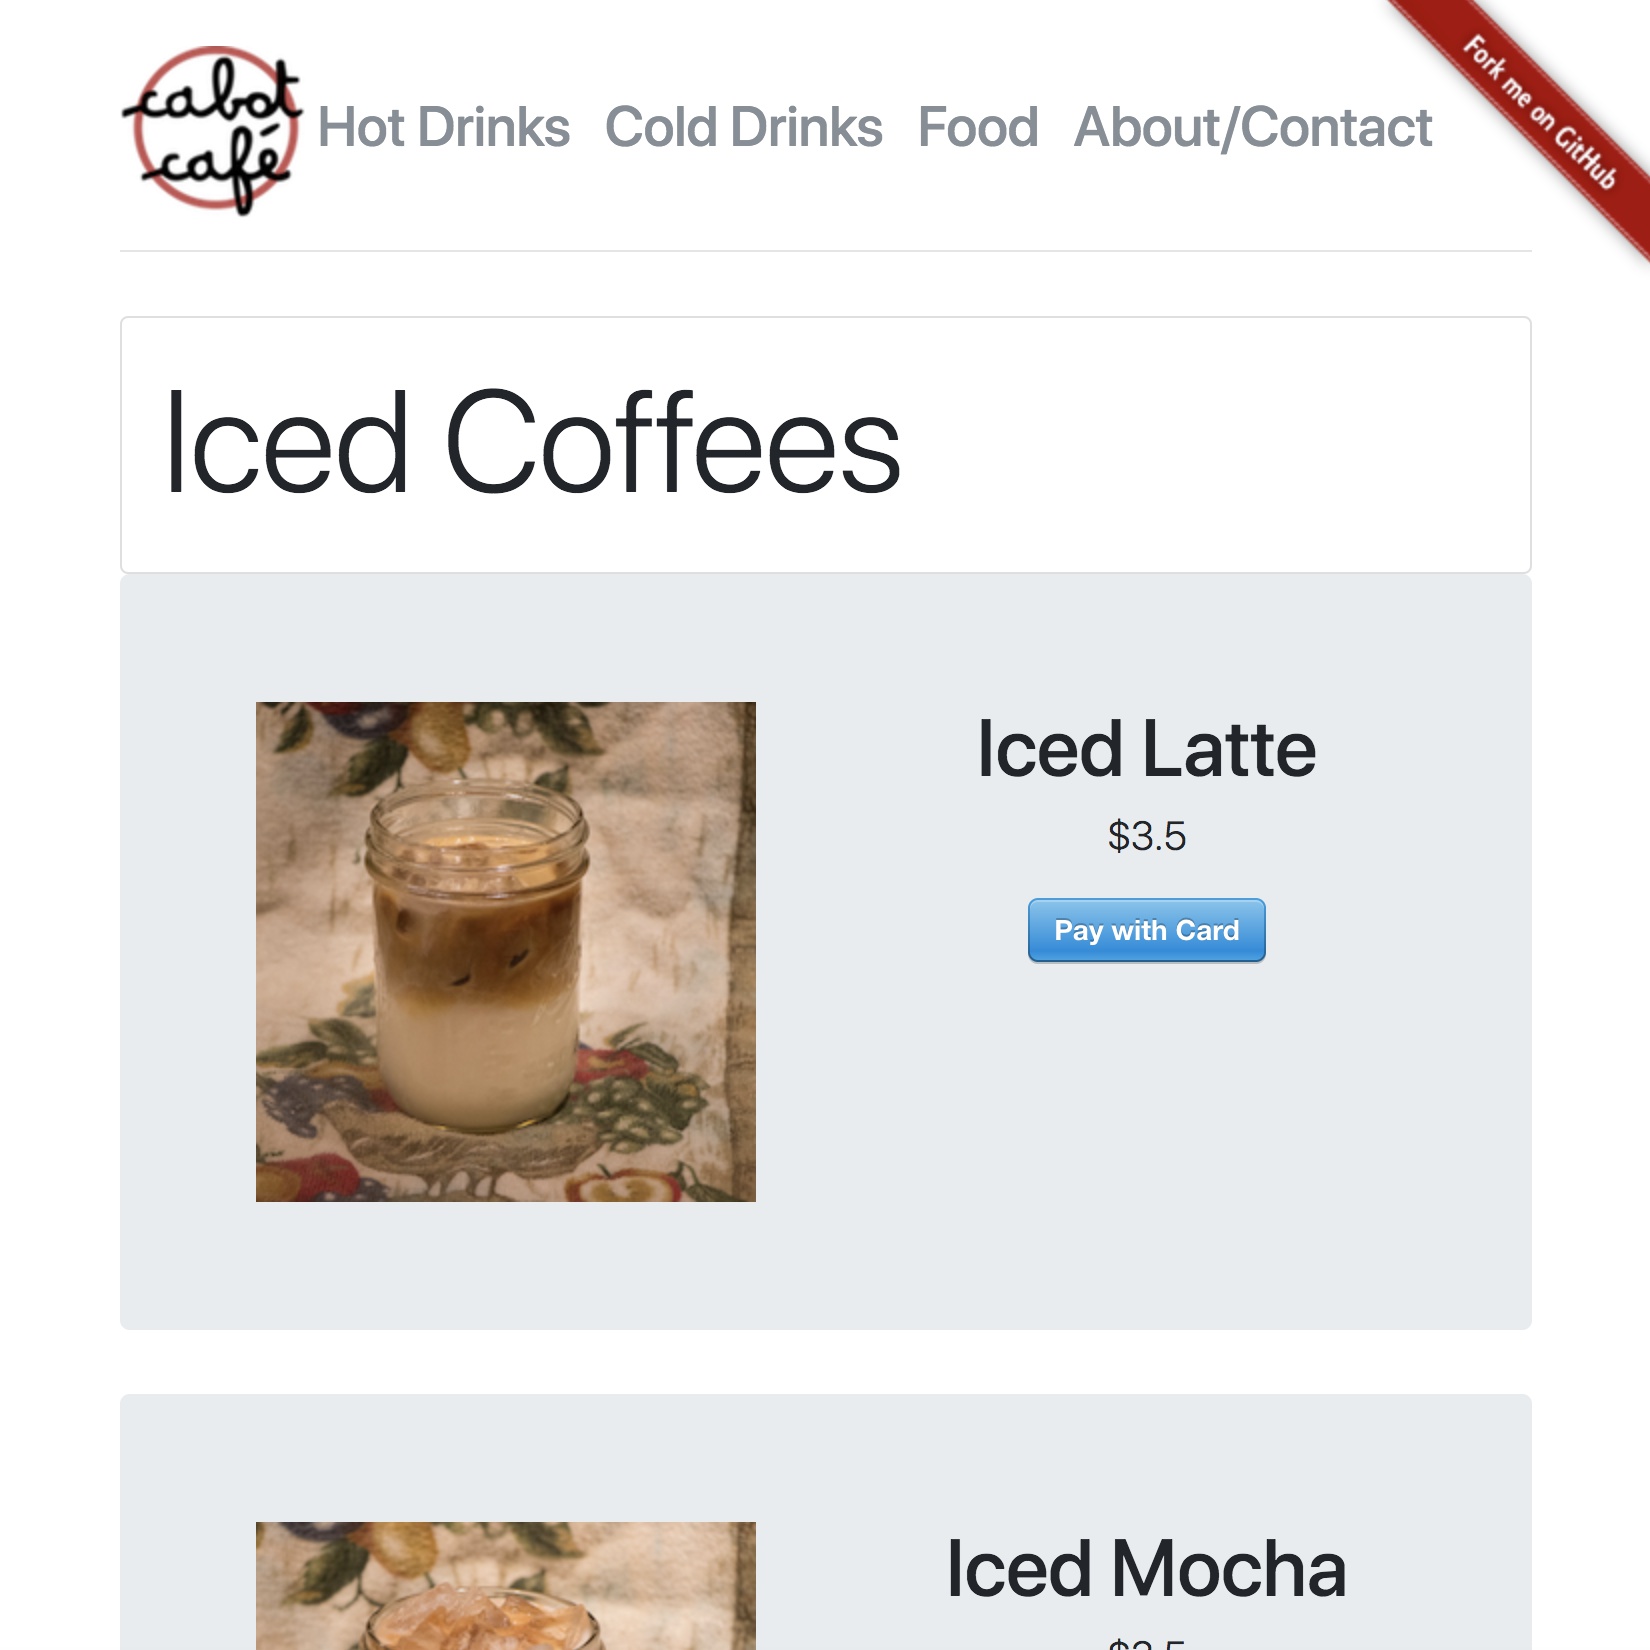 cabot
café
Hot Drinks Cold Drinks Food About/Contact
Fork me on GitHub
Iced Coffees
Iced Latte
$3.5
Pay with Card
Iced Mocha